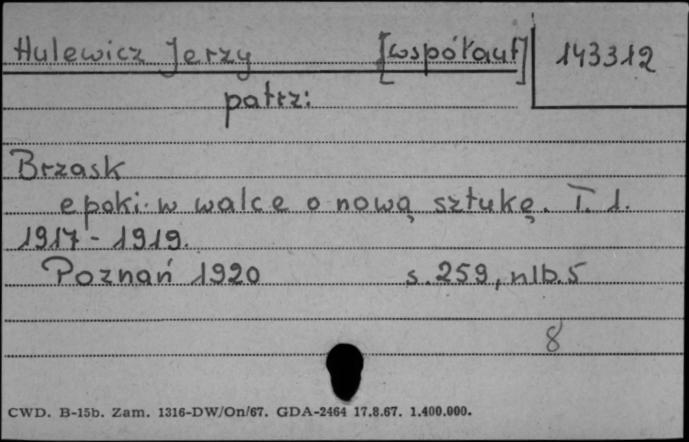 Hulewicz Jerzy [współaut] 143312
patrz:
Brzask
epoki w walce o nową sztukę. T. 1.
1917-1919.
Poznań 1920 s. 259, nlb. 5
8
CWD. B-15b. Zam. 1316-DW/On/67. GDA-2464 17.8.67. 1.400.000.